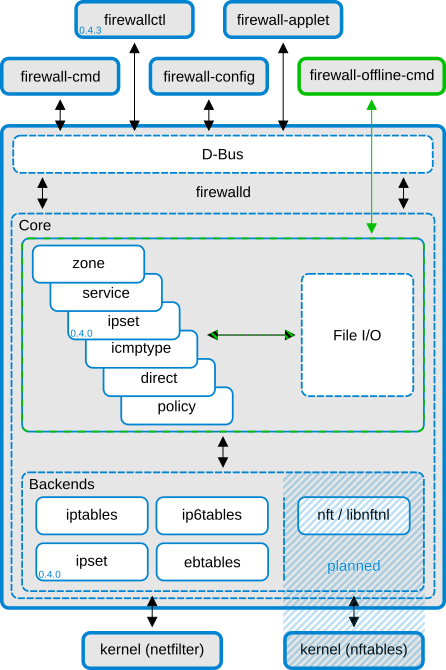 firewallctl
0.4.3
firewall-applet
firewall-cmd
firewall-config
firewall-offline-cmd
D-Bus
firewalld
Core
zone
service
ipset
0.4.0
icmptype
direct
policy
File I/O
Backends
iptables
ip6tables
nft / libnftnl
ipset
0.4.0
ebtables
planned
kernel (netfilter)
kernel (nftables)